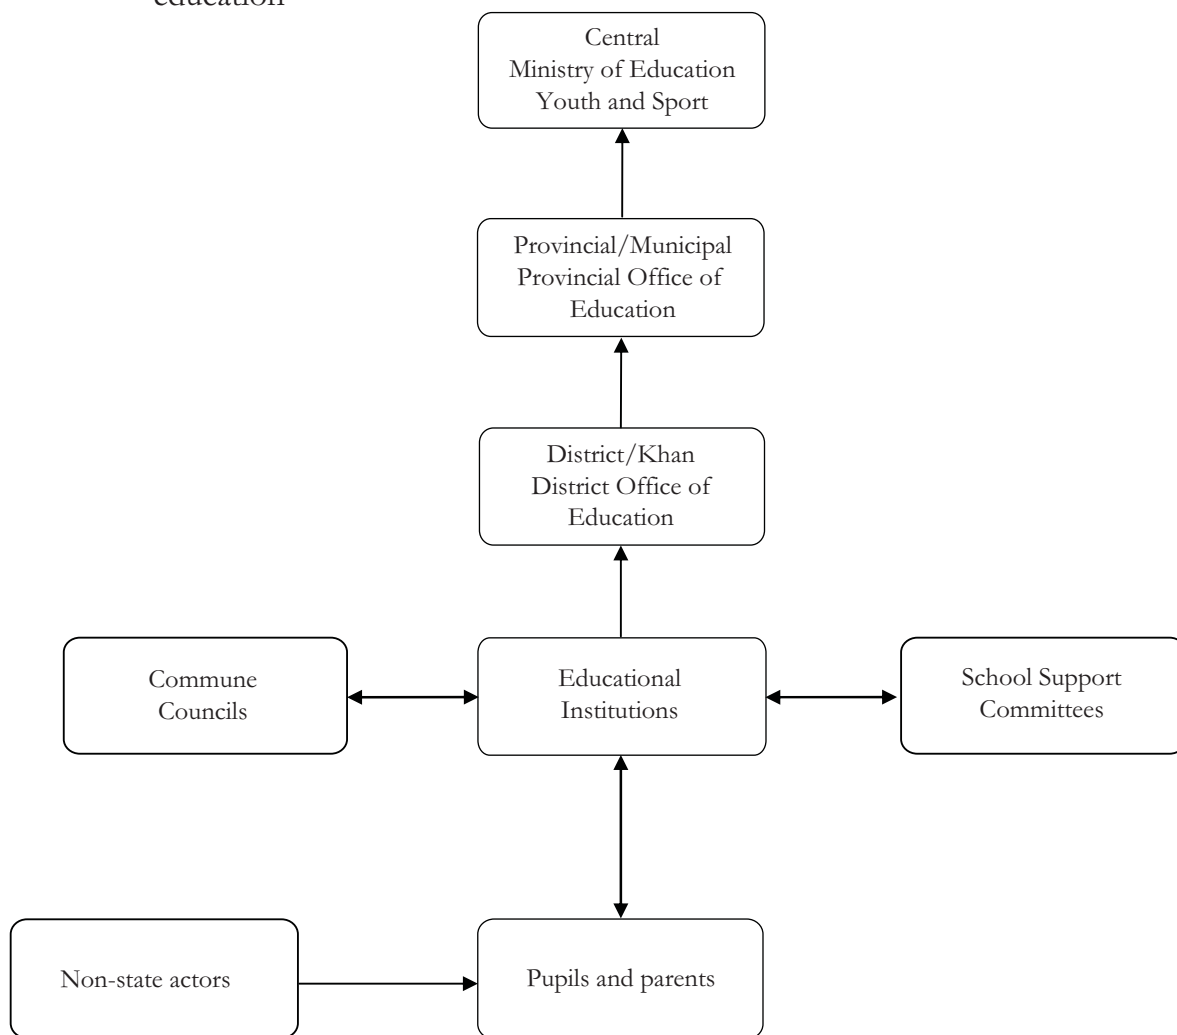 education
Central
Ministry of Education
Youth and Sport
Provincial/Municipal
Provincial Office of
Education
District/Khan
District Office of
Education
Commune
Councils
Educational
Institutions
School Support
Committees
Non-state actors
Pupils and parents